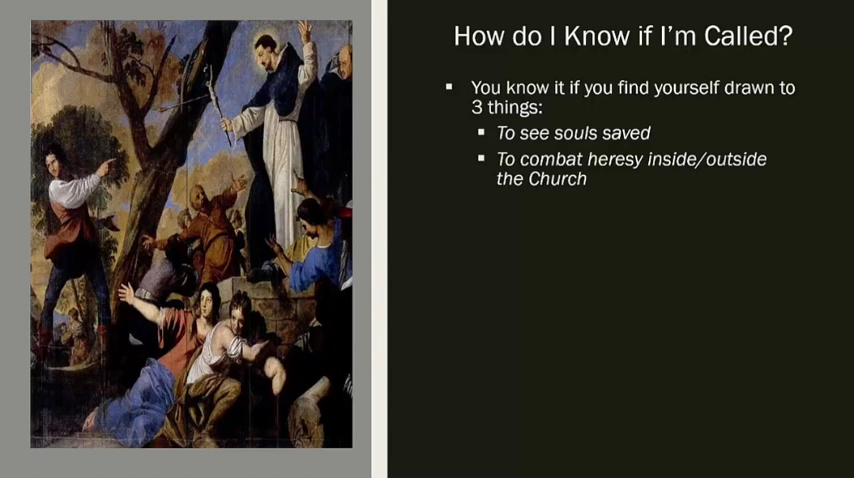 How do I Know if I'm Called?
▪ You know it if you find yourself drawn to
3 things:
▪ To see souls saved
▪ To combat heresy inside/outside
the Church